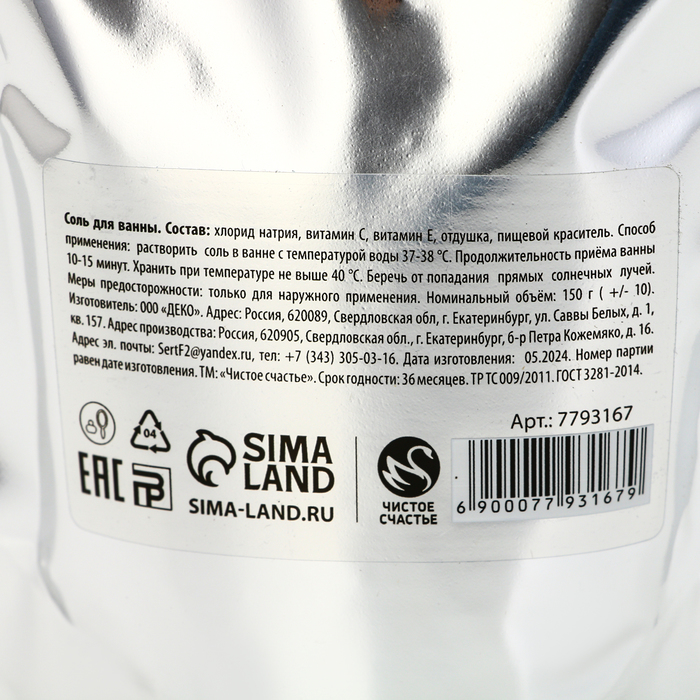 Соль для ванны. Состав: хлорид натрия, витамин С, витамин Е, отдушка, пищевой краситель. Способ
применения: растворить соль в ванне с температурой воды 37-38 °С. Продолжительность приёма ванны
10-15 минут. Хранить при температуре не выше 40 °С. Беречь от попадания прямых солнечных лучей.
Меры предосторожности: только для наружного применения. Номинальный объём: 150 г ( +/- 10).
Изготовитель: ООО «ДЕКО». Адрес: Россия, 620089, Свердловская обл, г. Екатеринбург, ул. Саввы Белых, д. 1,
кв. 157. Адрес производства: Россия, 620905, Свердловская обл., г. Екатеринбург, б-р Петра Кожемяко, д. 16.
Адрес эл. почты: SertF2@yandex.ru, тел: +7 (343) 305-03-16. Дата изготовления: 05.2024. Номер партии
равен дате изготовления. ТМ: «Чистое счастье». Срок годности: 36 месяцев. ТР ТС 009/2011. ГОСТ 3281-2014.
Арт.: 7793167
04
EAC
SIMA
LAND
SIMA-LAND.RU
ЧИСТОЕ
СЧАСТЬЕ
6 900077 931679